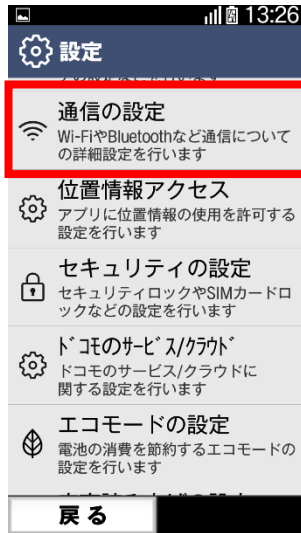 13:26
設定
通信の設定
Wi-FiやBluetoothなど通信について
の詳細設定を行います
位置情報アクセス
アプリに位置情報の使用を許可する
設定を行います
セキュリティの設定
セキュリティロックやSIMカードロ
ックなどの設定を行います
ドコモのサービス/クラウド
ドコモのサービス/クラウドに
関する設定を行います
エコモードの設定
電池の消費を節約するエコモードの
設定を行います
戻る